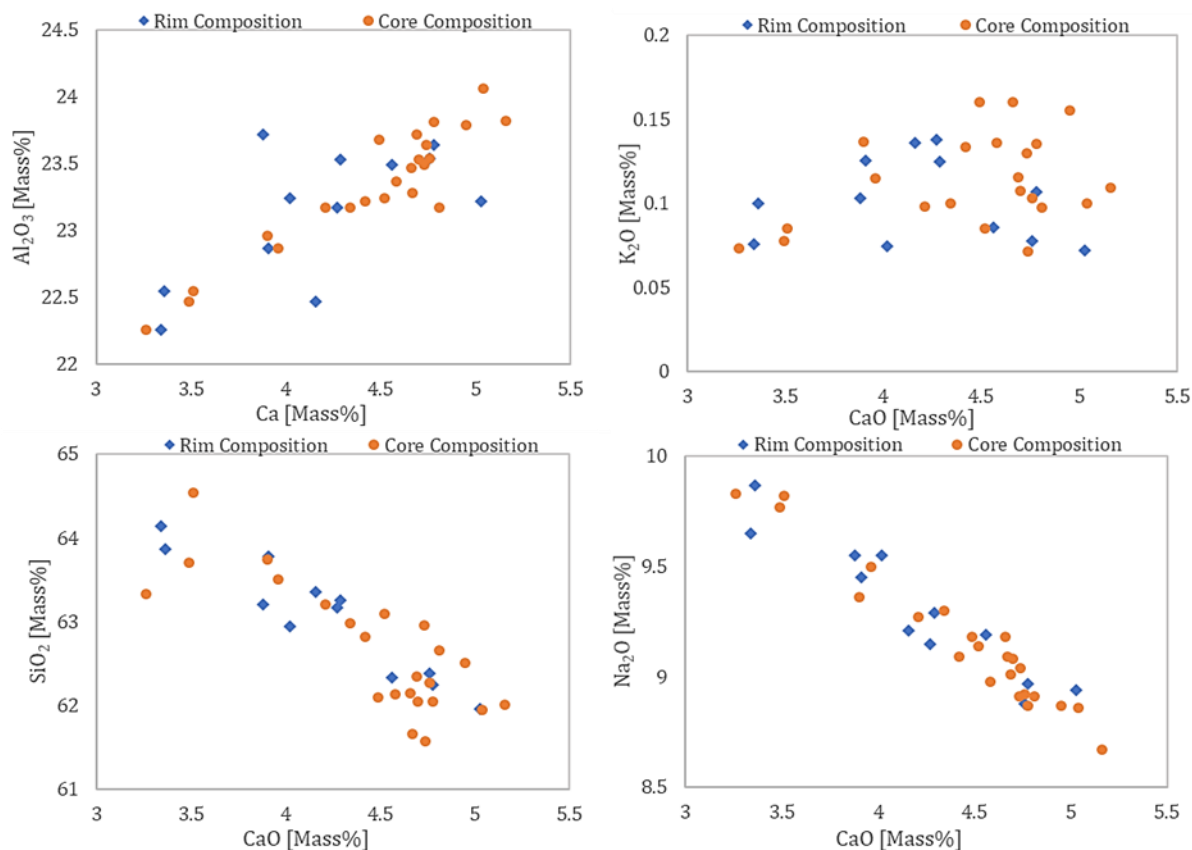 Rim Composition Core Composition
24.5
24
23.5
23
22.5
22
Al₂O₃ [Mass%]
3 3.5 4 4.5 5 5.5
Ca [Mass%]
Rim Composition Core Composition
0.2
0.15
0.1
0.05
0
K₂O [Mass%]
3 3.5 4 4.5 5 5.5
CaO [Mass%]
Rim Composition Core Composition
65
64
63
62
61
SiO₂ [Mass%]
3 3.5 4 4.5 5 5.5
CaO [Mass%]
Rim Composition Core Composition
10
9.5
9
8.5
Na₂O [Mass%]
3 3.5 4 4.5 5 5.5
CaO [Mass%]